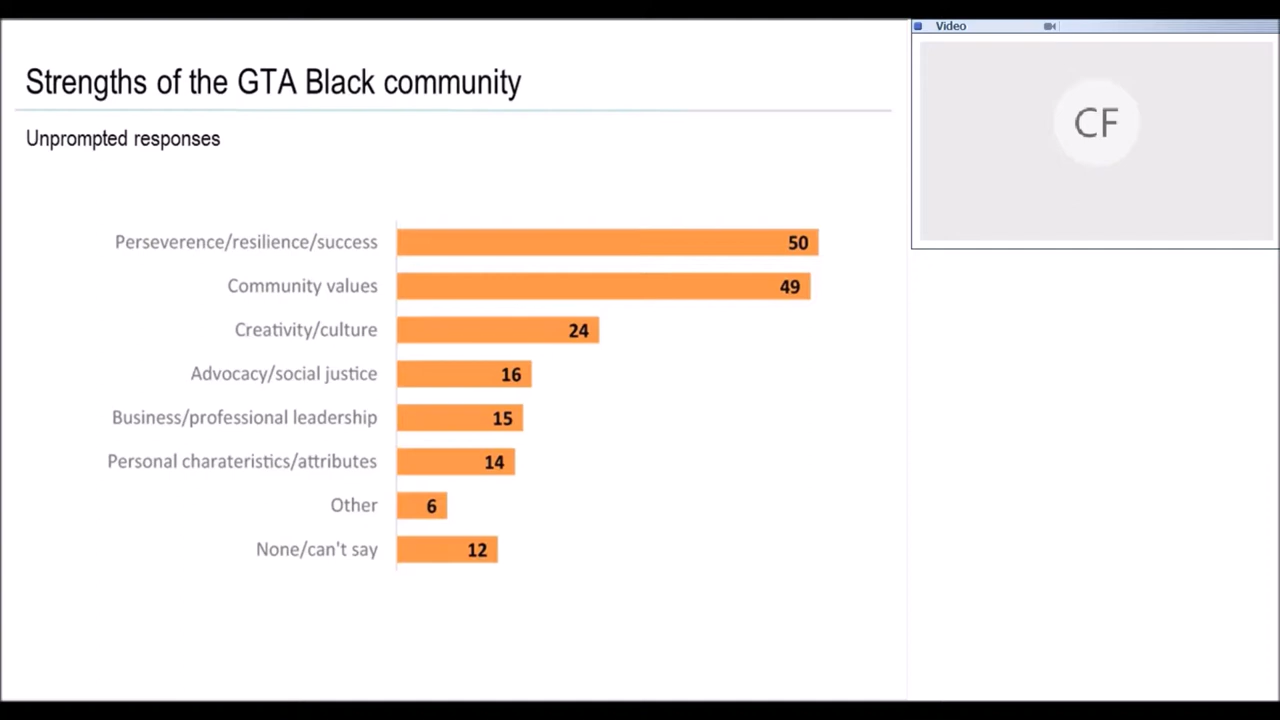 Strengths of the GTA Black community
Unprompted responses
Perseverence/resilience/success 50
Community values 49
Creativity/culture 24
Advocacy/social justice 16
Business/professional leadership 15
Personal charateristics/attributes 14
Other 6
None/can't say 12
Video
CF